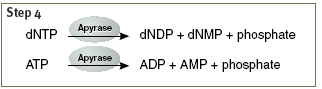 Step 4
dNTP Apyrase dNDP + dNMP + phosphate
ATP Apyrase ADP + AMP + phosphate